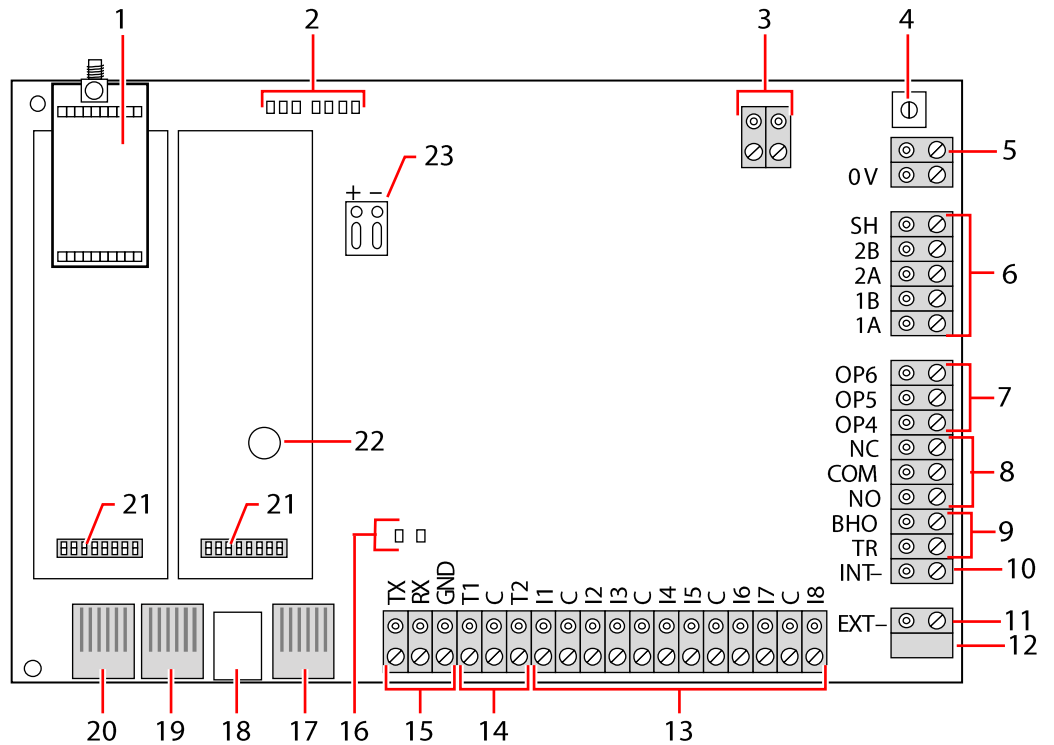 1 2 3 4
23
+ −
5
0V
SH
2B
2A
1B
1A
6
OP6
OP5
OP4
7
NC
COM
NO
8
BHO
TR
9
INT– 10
EXT– 11
12
22
21 21
16
TX RX GND T1 C T2 I1 C I2 I3 C I4 I5 C I6 I7 C I8
20 19 18 17 16 15 14 13